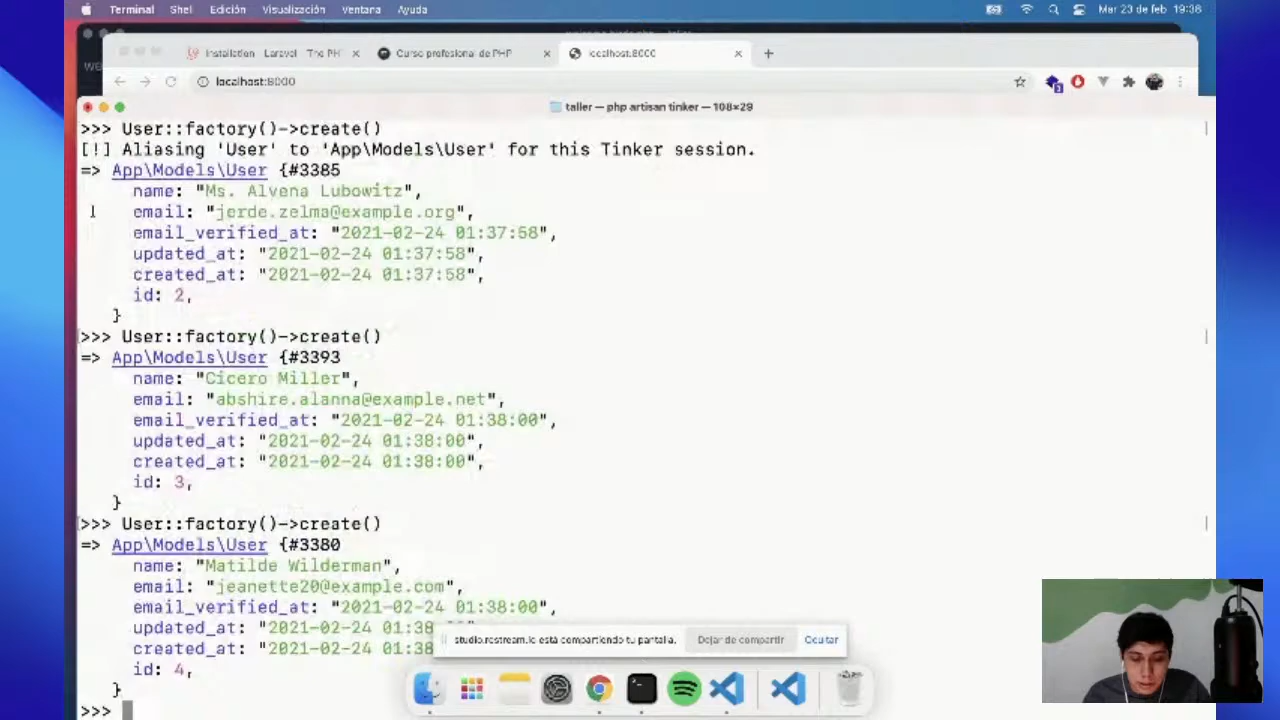 Terminal Shell Edición Visualización Ventana Ayuda Mar 23 de feb 19:38
Installation Laravel The PH Curso profesional de PHP localhost:8000
localhost:8000
taller — php artisan tinker — 108×29
>>> User::factory()->create()
[!] Aliasing 'User' to 'App\Models\User' for this Tinker session.
=> App\Models\User {#3385
name: "Ms. Alvena Lubowitz",
email: "jerde.zelma@example.org",
email_verified_at: "2021-02-24 01:37:58",
updated_at: "2021-02-24 01:37:58",
created_at: "2021-02-24 01:37:58",
id: 2,
}
>>> User::factory()->create()
=> App\Models\User {#3393
name: "Cicero Miller",
email: "abshire.alanna@example.net",
email_verified_at: "2021-02-24 01:38:00",
updated_at: "2021-02-24 01:38:00",
created_at: "2021-02-24 01:38:00",
id: 3,
}
>>> User::factory()->create()
=> App\Models\User {#3380
name: "Matilde Wilderman",
email: "jeanette20@example.com",
email_verified_at: "2021-02-24 01:38:00",
updated_at: "2021-02-24 01:38
created_at: "2021-02-24 01:38
studio.restream.io está compartiendo tu pantalla. Dejar de compartir Ocultar
id: 4,
}
>>>